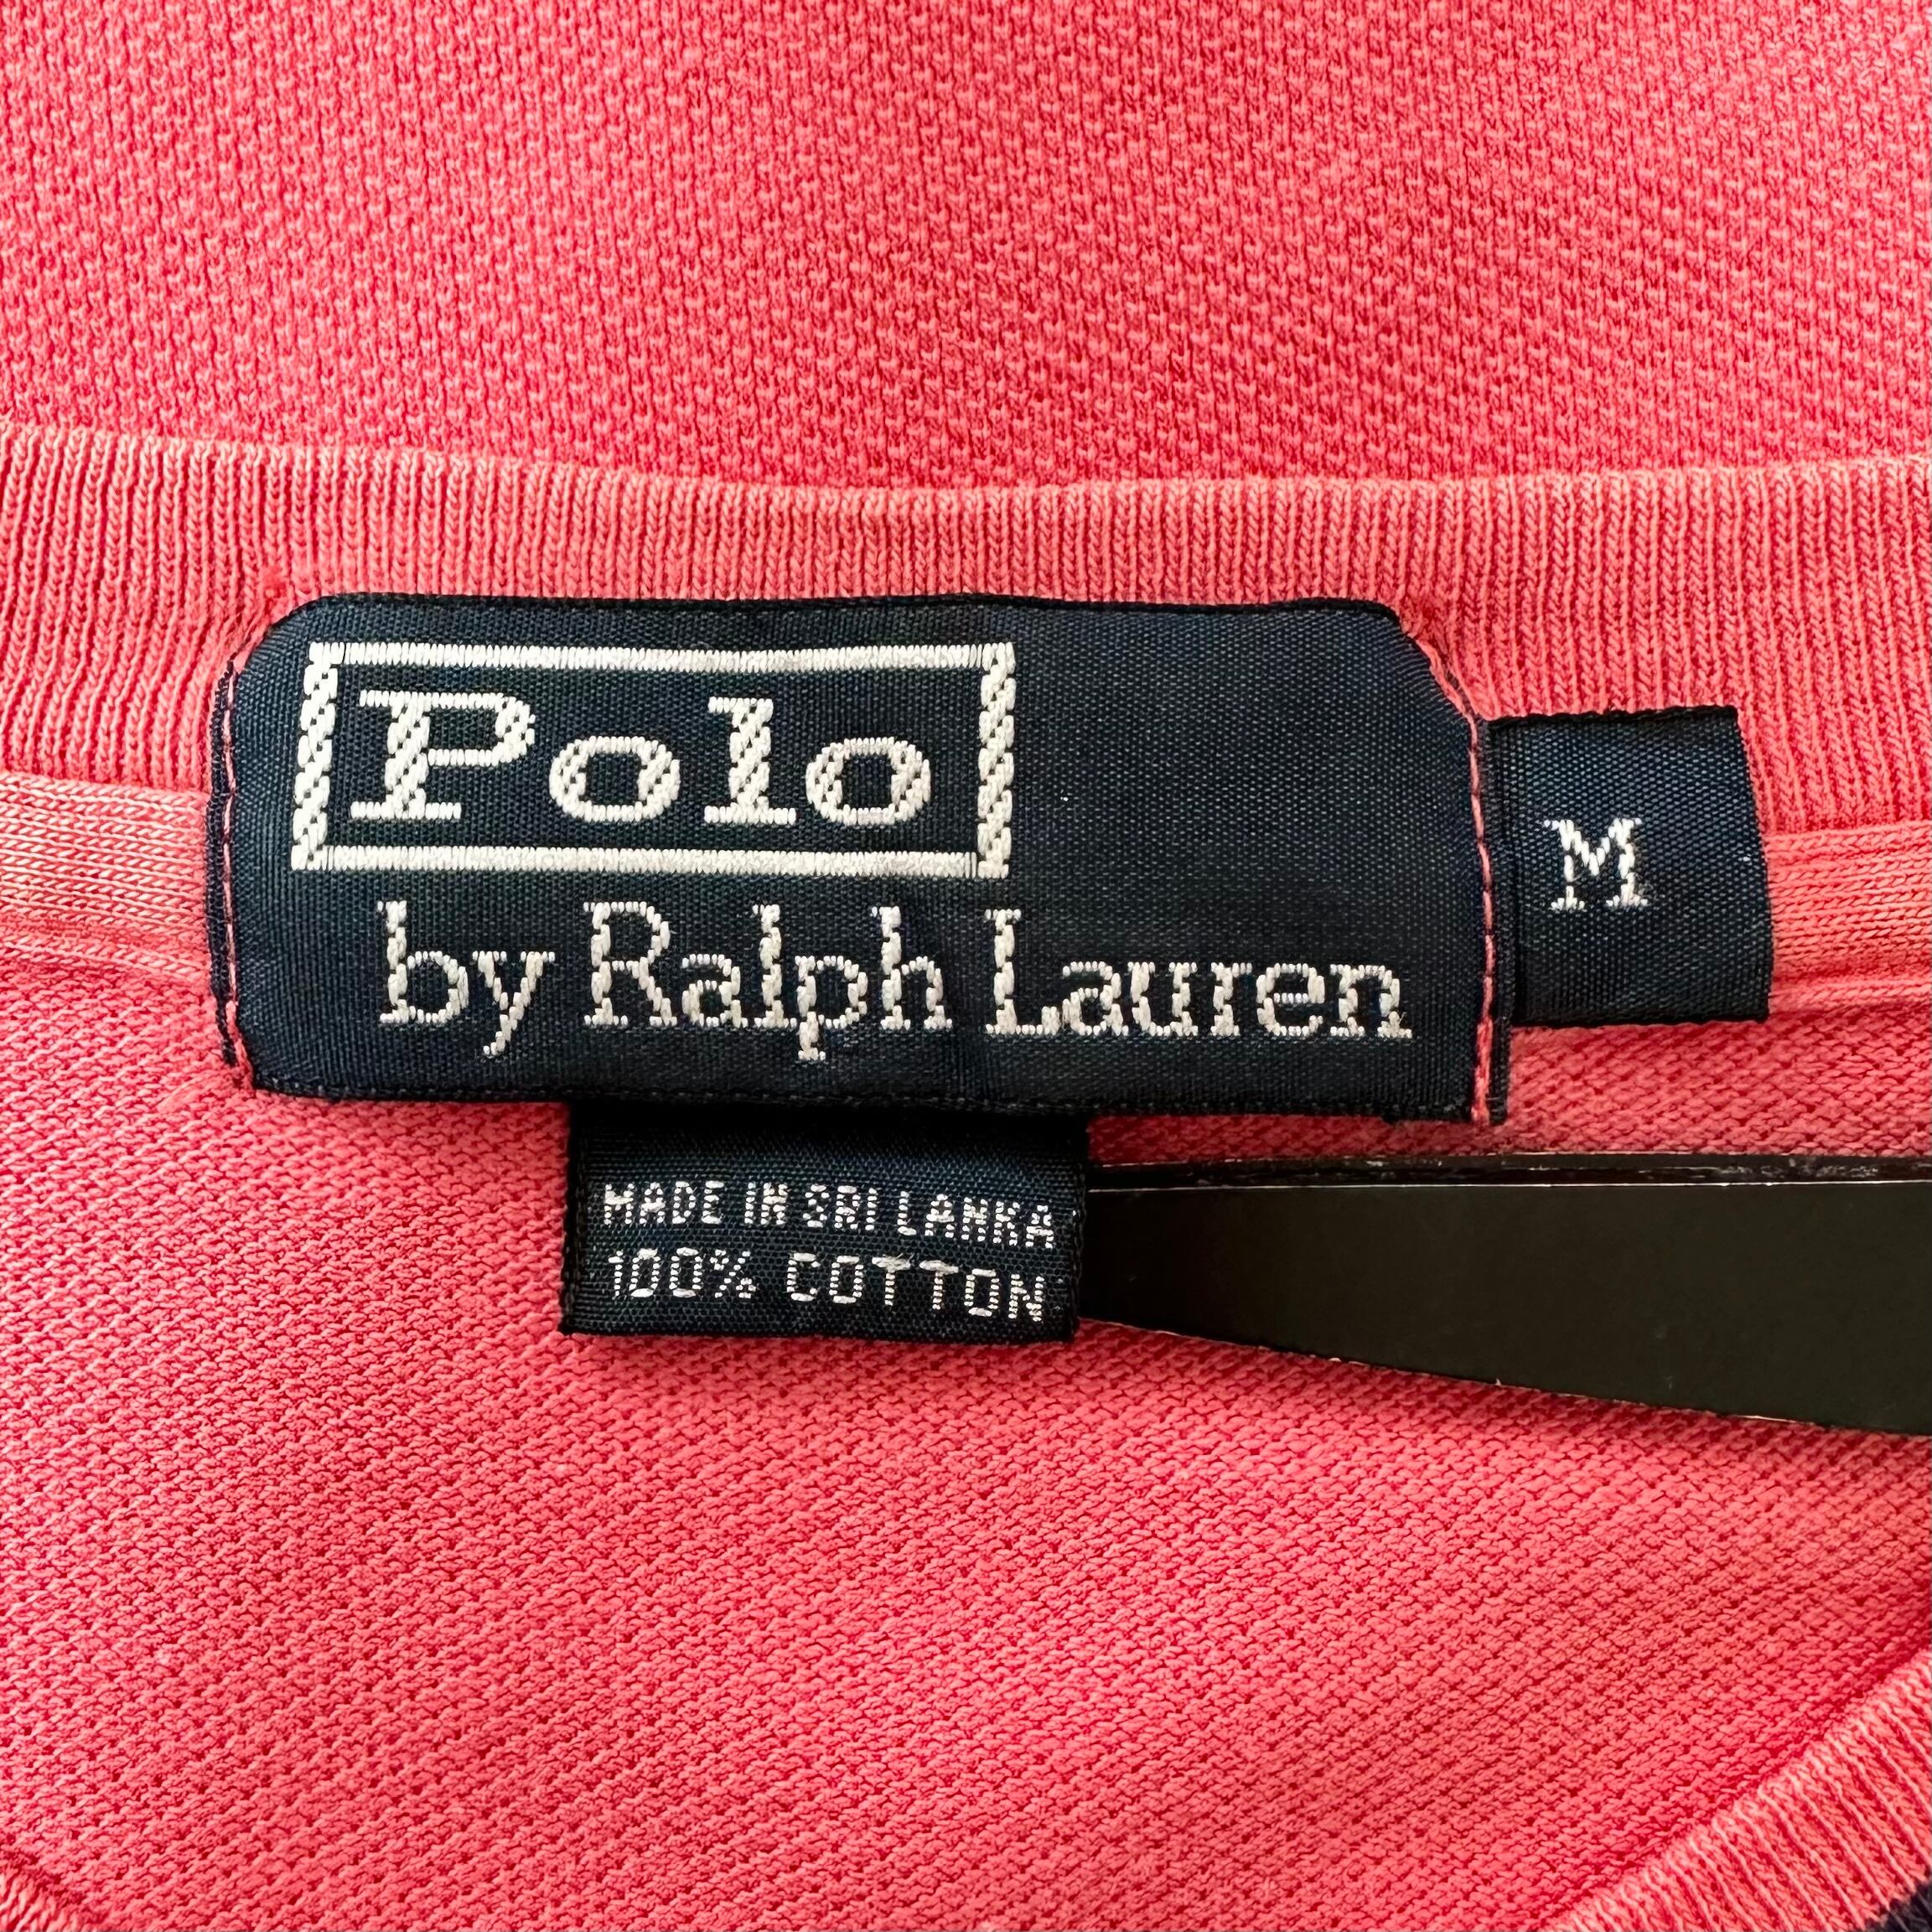 Polo
by Ralph Lauren
M
MADE IN SRI LANKA
100% COTTON